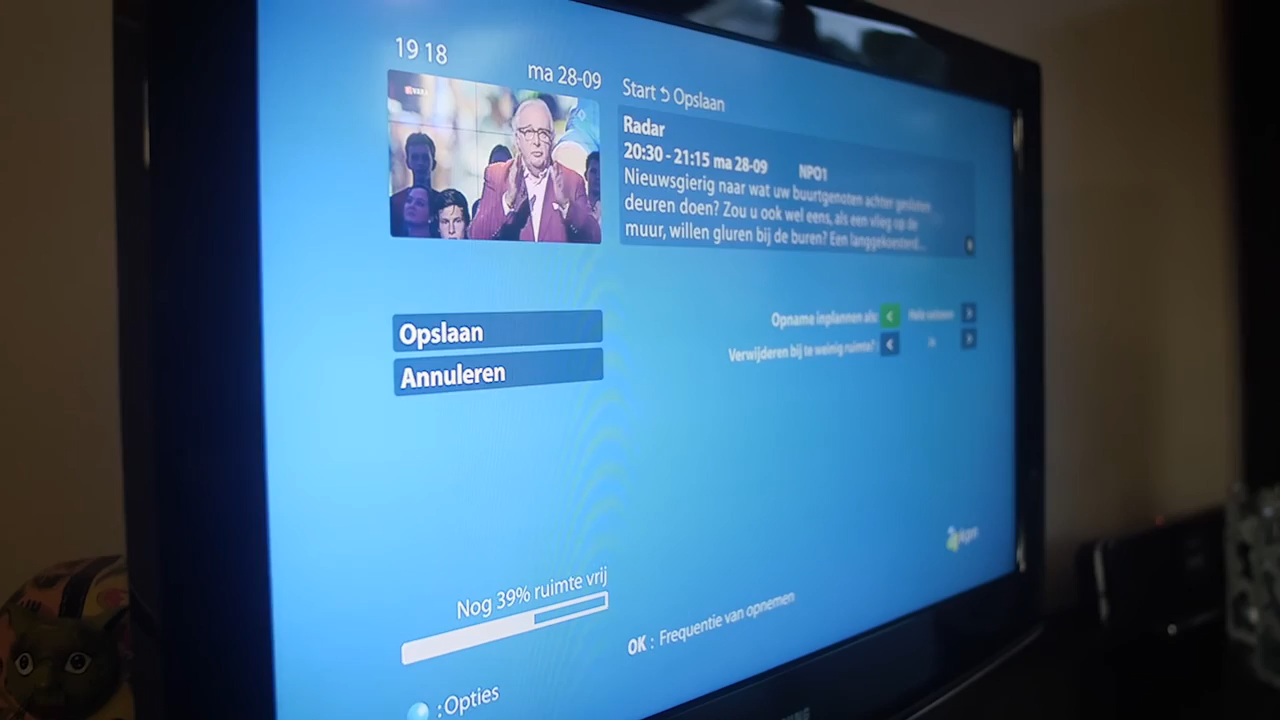 19 18
ma 28-09
Start ⮌ Opslaan
Radar
20:30 - 21:15 ma 28-09 NPO1
Nieuwsgierig naar wat uw buurtgenoten achter gesloten
deuren doen? Zou u ook wel eens, als een vlieg op de
muur, willen gluren bij de buren? Een langgekoesterd...
Opslaan
Annuleren
Opname inplannen als:
Verwijderen bij te weinig ruimte?
Nog 39% ruimte vrij
OK : Frequentie van opnemen
:Opties